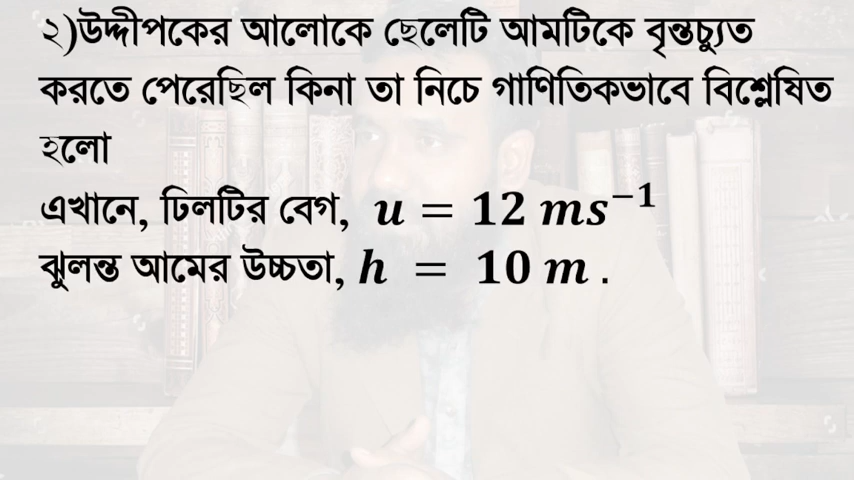 ২)উদ্দীপকের আলোকে ছেলেটি আমটিকে বৃন্তচ্যুত
করতে পেরেছিল কিনা তা নিচে গাণিতিকভাবে বিশ্লেষিত
হলো
এখানে, ঢিলটির বেগ, u = 12 ms⁻¹
ঝুলন্ত আমের উচ্চতা, h = 10 m .